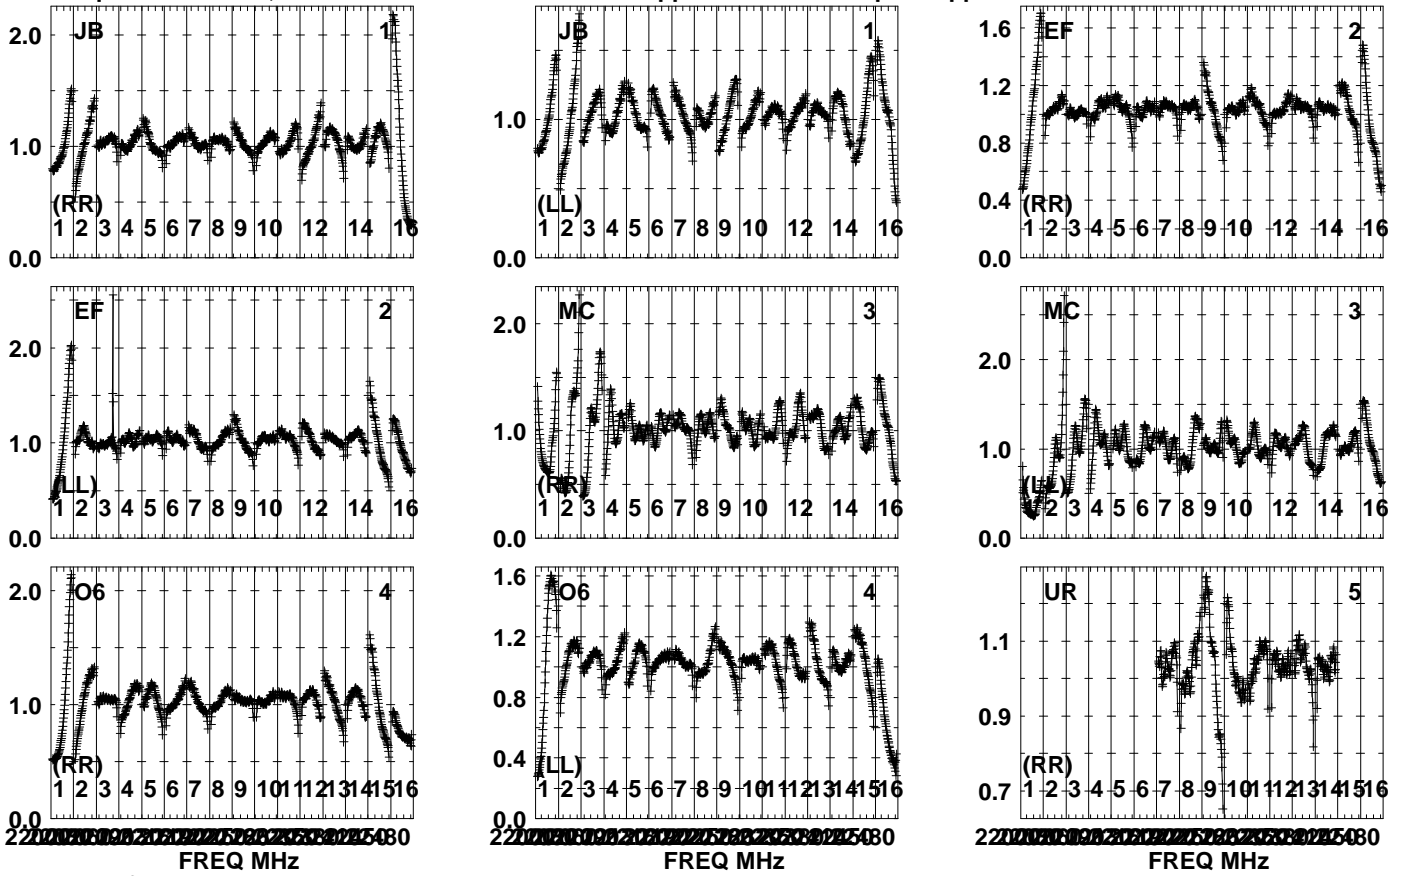 JB 1
2.0
1.0
0.0
(RR)
1 2 3 4 5 6 7 8 9 10 12 14 16
JB 1
1.0
0.0
(LL)
1 2 3 4 5 6 7 8 9 10 12 14 16
EF 2
1.6
1.2
0.8
0.4
0.0
(RR)
1 2 3 4 5 6 7 8 9 10 12 14 16
EF 2
2.0
1.0
0.0
(LL)
1 2 3 4 5 6 7 8 9 10 12 14 16
MC 3
2.0
1.0
0.0
(RR)
1 2 3 4 5 6 7 8 9 10 12 14 16
MC 3
2.0
1.0
0.0
(LL)
1 2 3 4 5 6 7 8 9 10 12 14 16
O6 4
2.0
1.0
0.0
(RR)
1 2 3 4 5 6 7 8 9 10 11 12 13 14 15 16
FREQ MHz
O6 4
1.6
1.2
0.8
0.4
0.0
(LL)
1 2 3 4 5 6 7 8 9 10 11 12 13 14 15 16
UR 5
1.1
0.9
0.7
(RR)
1 2 3 4 5 6 7 8 9 10 11 12 13 14 15 16
FREQ MHz